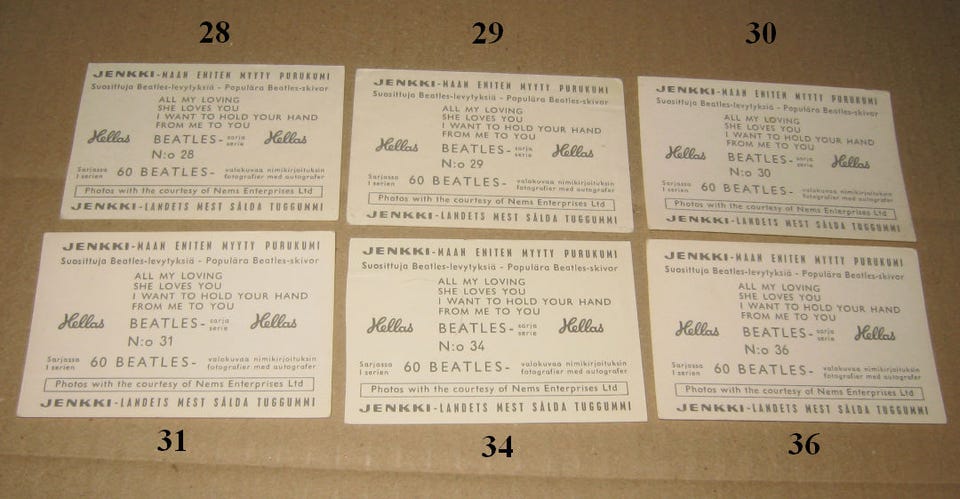 28
29
30
JENKKI-MAAN ENITEN MYYTY PURUKUMI
Suosittuja Beatles-levytyksiä - Populära Beatles-skivor
ALL MY LOVING
SHE LOVES YOU
I WANT TO HOLD YOUR HAND
FROM ME TO YOU
Hellas BEATLES- sarja serie Hellas
N:o 28
Sarjassa I serien 60 BEATLES- valokuvaa nimikirjoituksin fotografier med autografer
Photos with the courtesy of Nems Enterprises Ltd
JENKKI-LANDETS MEST SÅLDA TUGGUMMI
JENKKI-MAAN ENITEN MYYTY PURUKUMI
Suosittuja Beatles-levytyksiä - Populära Beatles-skivor
ALL MY LOVING
SHE LOVES YOU
I WANT TO HOLD YOUR HAND
FROM ME TO YOU
Hellas BEATLES- sarja serie Hellas
N:o 29
Sarjassa I serien 60 BEATLES- valokuvaa nimikirjoituksin fotografier med autografer
Photos with the courtesy of Nems Enterprises Ltd
JENKKI-LANDETS MEST SÅLDA TUGGUMMI
JENKKI-MAAN ENITEN MYYTY PURUKUMI
Suosittuja Beatles-levytyksiä - Populära Beatles-skivor
ALL MY LOVING
SHE LOVES YOU
I WANT TO HOLD YOUR HAND
FROM ME TO YOU
Hellas BEATLES- sarja serie Hellas
N:o 30
Sarjassa I serien 60 BEATLES- valokuvaa nimikirjoituksin fotografier med autografer
Photos with the courtesy of Nems Enterprises Ltd
JENKKI-LANDETS MEST SÅLDA TUGGUMMI
JENKKI-MAAN ENITEN MYYTY PURUKUMI
Suosittuja Beatles-levytyksiä - Populära Beatles-skivor
ALL MY LOVING
SHE LOVES YOU
I WANT TO HOLD YOUR HAND
FROM ME TO YOU
Hellas BEATLES- sarja serie Hellas
N:o 31
Sarjassa I serien 60 BEATLES- valokuvaa nimikirjoituksin fotografier med autografer
Photos with the courtesy of Nems Enterprises Ltd
JENKKI-LANDETS MEST SÅLDA TUGGUMMI
JENKKI-MAAN ENITEN MYYTY PURUKUMI
Suosittuja Beatles-levytyksiä - Populära Beatles-skivor
ALL MY LOVING
SHE LOVES YOU
I WANT TO HOLD YOUR HAND
FROM ME TO YOU
Hellas BEATLES- sarja serie Hellas
N:o 34
Sarjassa I serien 60 BEATLES- valokuvaa nimikirjoituksin fotografier med autografer
Photos with the courtesy of Nems Enterprises Ltd
JENKKI-LANDETS MEST SÅLDA TUGGUMMI
JENKKI-MAAN ENITEN MYYTY PURUKUMI
Suosittuja Beatles-levytyksiä - Populära Beatles-skivor
ALL MY LOVING
SHE LOVES YOU
I WANT TO HOLD YOUR HAND
FROM ME TO YOU
Hellas BEATLES- sarja serie Hellas
N:o 36
Sarjassa I serien 60 BEATLES- valokuvaa nimikirjoituksin fotografier med autografer
Photos with the courtesy of Nems Enterprises Ltd
JENKKI-LANDETS MEST SÅLDA TUGGUMMI
31
34
36